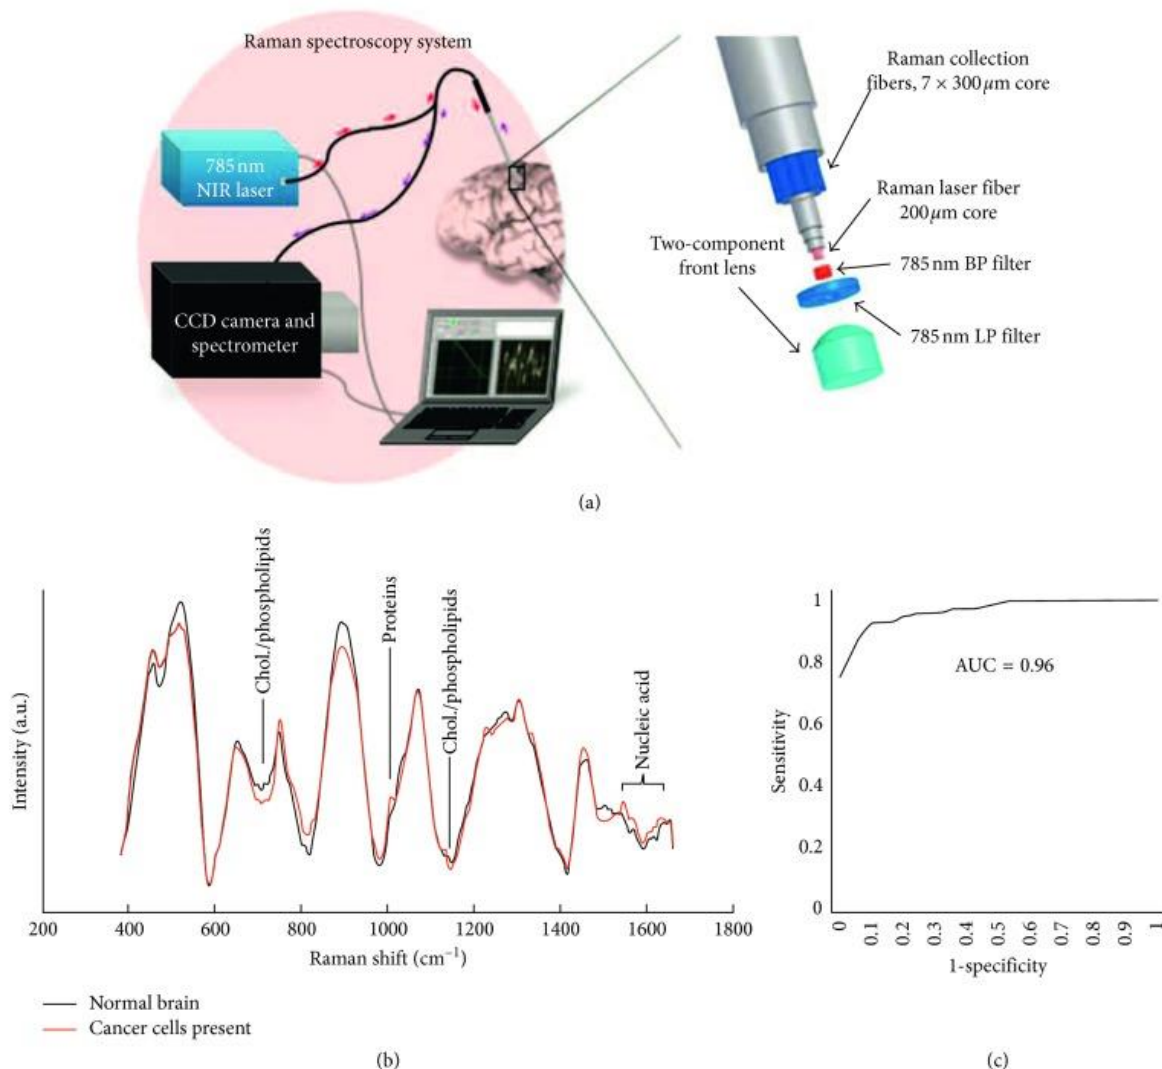 Raman spectroscopy system
785 nm
NIR laser
CCD camera and
spectrometer
Raman collection
fibers, 7 × 300 μm core
Raman laser fiber
200 μm core
Two-component
front lens
785 nm BP filter
785 nm LP filter
(a)
Intensity (a.u.)
Chol./phospholipids
Proteins
Chol./phospholipids
Nucleic acid
200
400
600
800
1000
1200
1400
1600
1800
Raman shift (cm⁻¹)
Normal brain
Cancer cells present
(b)
Sensitivity
1
0.8
0.6
0.4
0.2
0
AUC = 0.96
0
0.1
0.2
0.3
0.4
0.5
0.6
0.7
0.8
0.9
1
1-specificity
(c)